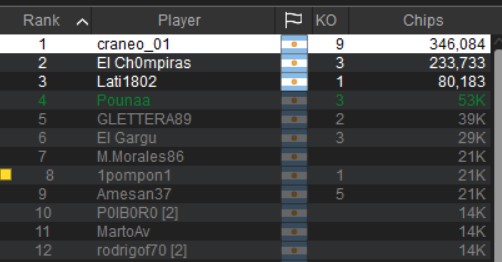 Rank Player KO Chips
1 craneo_01 9 346,084
2 El Ch0mpiras 3 233,733
3 Lati1802 1 80,183
4 Pounaa 3 53K
5 GLETTERA89 2 39K
6 El Gargu 3 29K
7 M.Morales86 21K
8 1pompon1 1 21K
9 Amesan37 5 21K
10 P0IB0R0 [2] 14K
11 MartoAv 14K
12 rodrigof70 [2] 14K